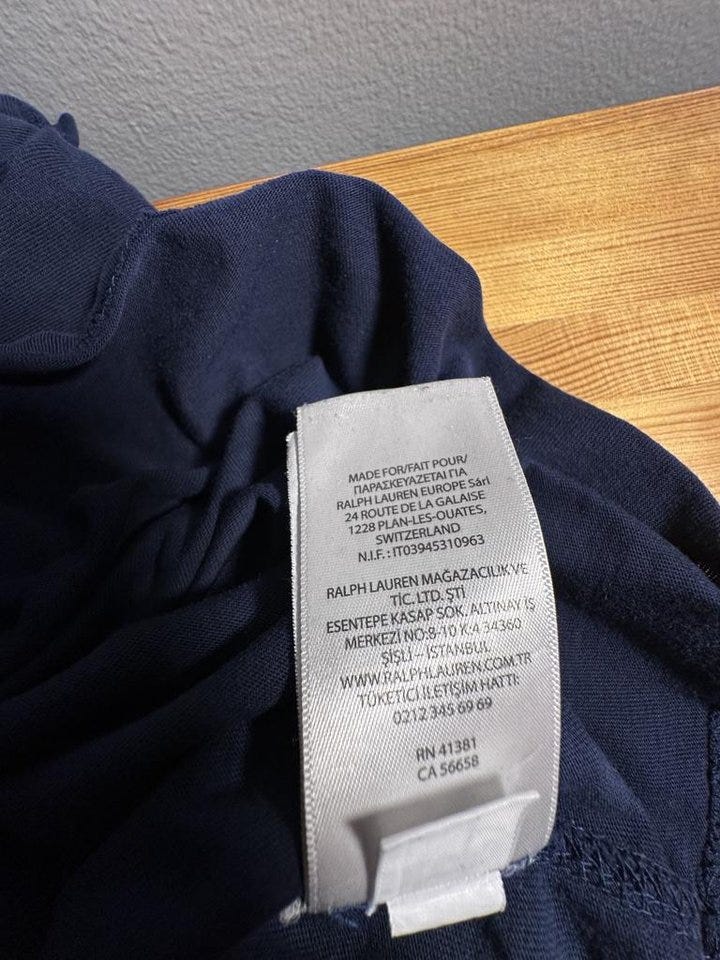 MADE FOR/FAIT POUR/
ΠΑΡΑΣΚΕΥΑΖΕΤΑΙ ΓΙΑ
RALPH LAUREN EUROPE Sárl
24 ROUTE DE LA GALAISE
1228 PLAN-LES-OUATES,
SWITZERLAND
N.I.F.: IT03945310963
RALPH LAUREN MAĞAZACILIK VE
TİC. LTD. ŞTİ
ESENTEPE KASAP SOK. ALTINAY İŞ
MERKEZİ NO:8-10 K:4 34360
ŞİŞLİ – İSTANBUL
WWW.RALPHLAUREN.COM.TR
TÜKETİCİ İLETİŞİM HATTI:
0212 345 69 69
RN 41381
CA 56658